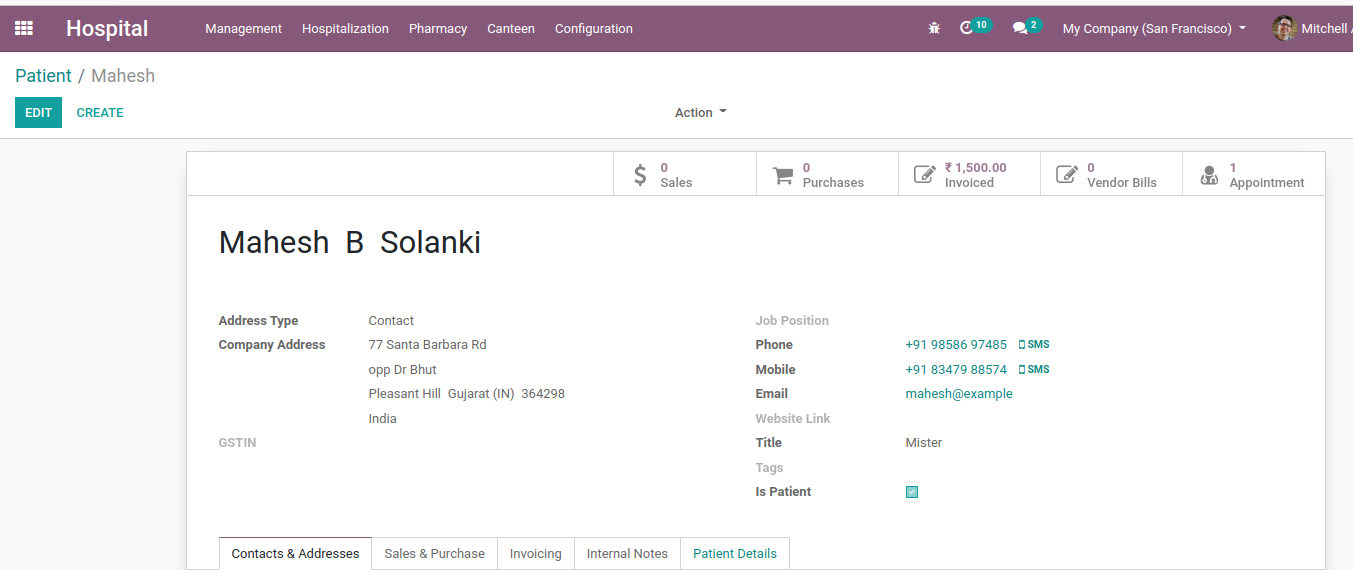 Hospital Management Hospitalization Pharmacy Canteen Configuration 10 2 My Company (San Francisco) Mitchell
Patient / Mahesh
EDIT CREATE Action
0 0 ₹ 1,500.00 0 1
Sales Purchases Invoiced Vendor Bills Appointment
Mahesh B Solanki
Address Type Contact Job Position
Company Address 77 Santa Barbara Rd Phone +91 98586 97485 SMS
opp Dr Bhut Mobile +91 83479 88574 SMS
Pleasant Hill Gujarat (IN) 364298 Email mahesh@example
India Website Link
GSTIN Title Mister
Tags
Is Patient
Contacts & Addresses Sales & Purchase Invoicing Internal Notes Patient Details